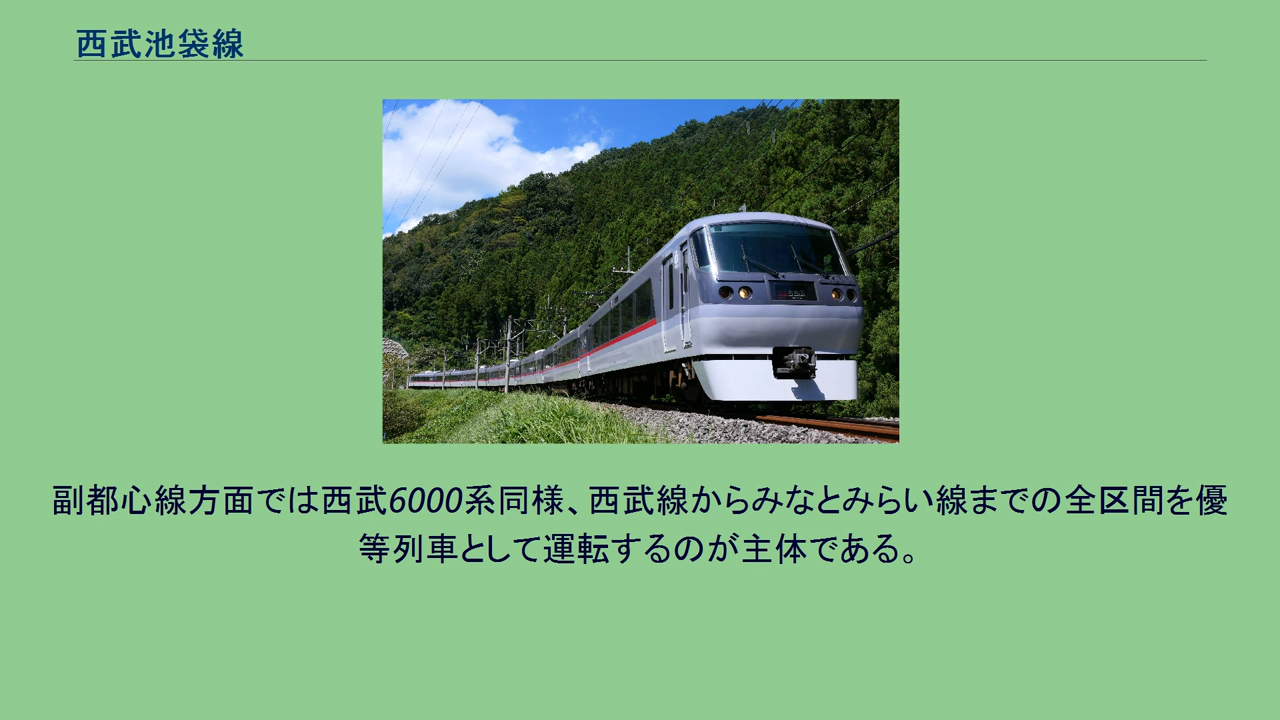 西武池袋線
副都心線方面では西武6000系同様、西武線からみなとみらい線までの全区間を優
等列車として運転するのが主体である。